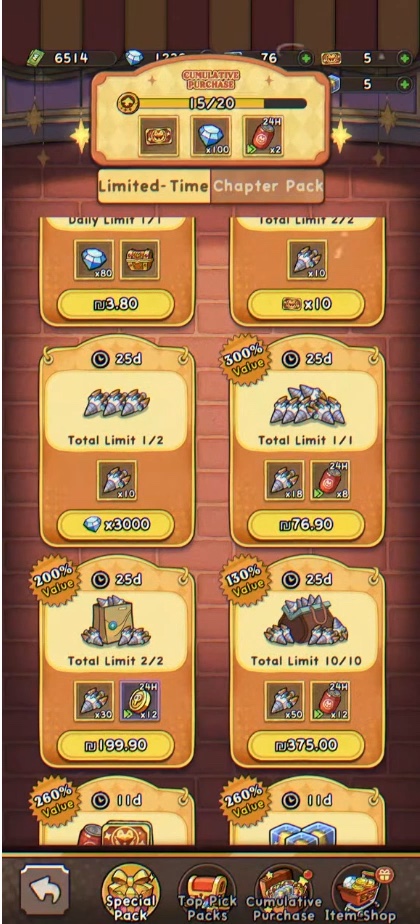 6514
76
5
CUMULATIVE
PURCHASE
5
15/20
24H
x100
x2
Limited-Time
Chapter Pack
Daily Limit 1/1
Total Limit 2/2
x80
x10
₪3.80
x10
25d
300%
Value
25d
Total Limit 1/2
Total Limit 1/1
x10
x18
24H
x8
x3000
₪76.90
200%
Value
25d
130%
Value
25d
Total Limit 2/2
Total Limit 10/10
x30
24H
x12
x50
24H
x12
₪199.90
₪375.00
260%
Value
11d
260%
Value
11d
Special
Pack
Top Pick
Packs
Cumulative
Purchase
Item Shop